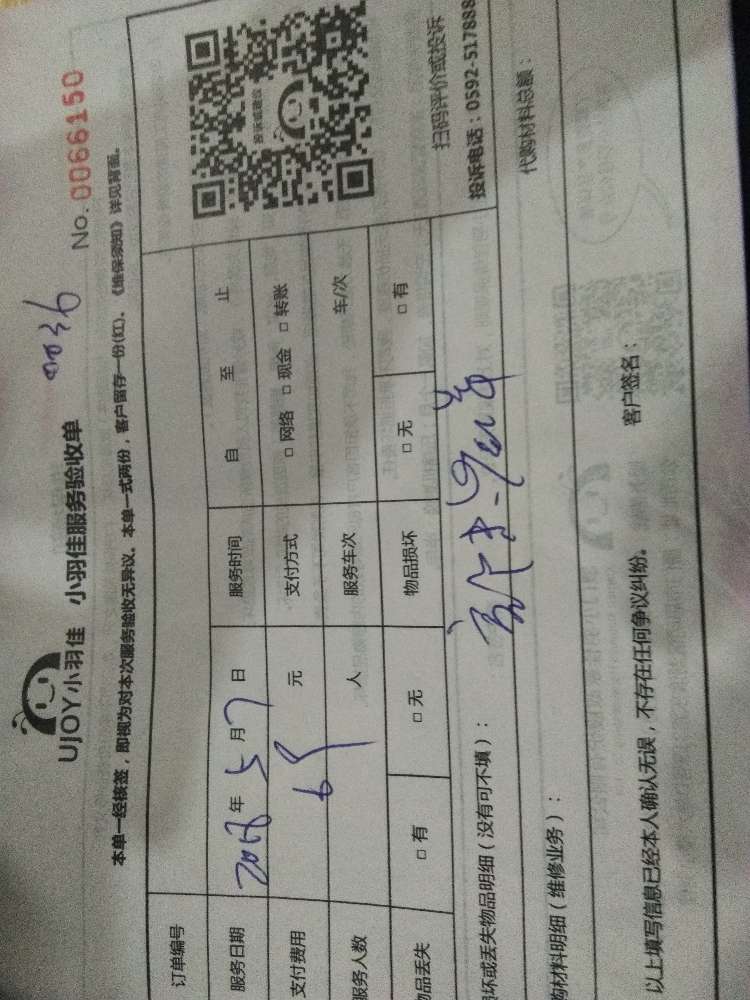 0036
UJOY小羽佳 小羽佳服务验收单 No. 0066150
本单一经核签，即视为对本次服务验收无异议。本单一式两份，客户留存一份(红)。《维保须知》详见背面。
订单编号
服务日期 年 5 月 7 日 服务时间 自 至 止
支付费用 元 支付方式 □ 网络 □ 现金 □ 转账
服务人数 人 服务车次 车/次
品丢失 □ 有 □ 无 物品损坏 □ 无 □ 有
坏或丢失物品明细（没有可不填）：
购材料明细（维修业务）：
代购材料总额：
以上填写信息已经本人确认无误，不存在任何争议纠纷。 客户签名：
扫码评价或投诉
投诉电话：0592-517888